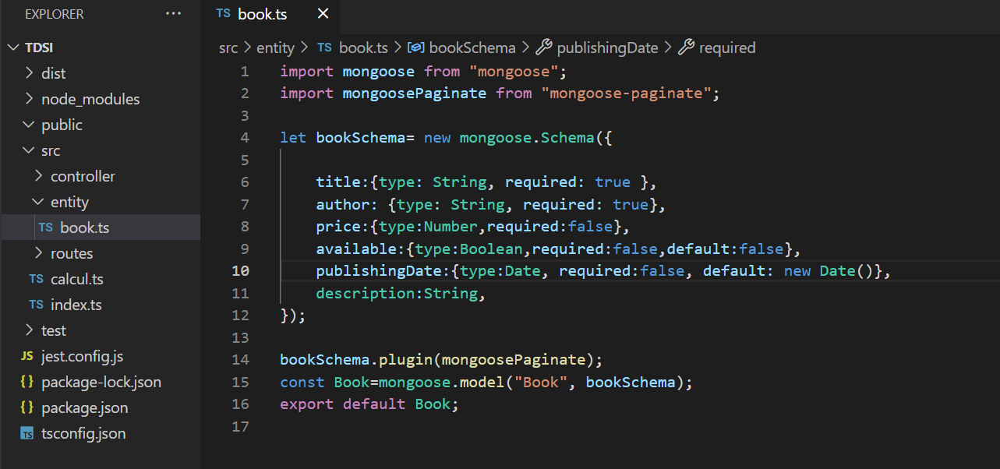 EXPLORER ···
TS book.ts ×
TDSI
src > entity > TS book.ts > bookSchema > publishingDate > required
dist
node_modules
public
src
controller
entity
TS book.ts
routes
TS calcul.ts
TS index.ts
test
JS jest.config.js
{} package-lock.json
{} package.json
TS tsconfig.json
1 import mongoose from "mongoose";
2 import mongoosePaginate from "mongoose-paginate";
3
4 let bookSchema= new mongoose.Schema({
5
6     title:{type: String, required: true },
7     author: {type: String, required: true},
8     price:{type:Number,required:false},
9     available:{type:Boolean,required:false,default:false},
10     publishingDate:{type:Date, required:false, default: new Date()},
11     description:String,
12 });
13
14 bookSchema.plugin(mongoosePaginate);
15 const Book=mongoose.model("Book", bookSchema);
16 export default Book;
17